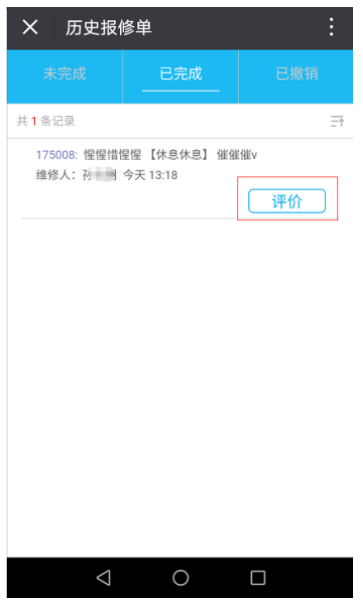 历史报修单
未完成 已完成 已撤销
共1条记录
175008: 惺惺惜惺惺 【休息休息】 催催催v
维修人：孙 今天 13:18
评价